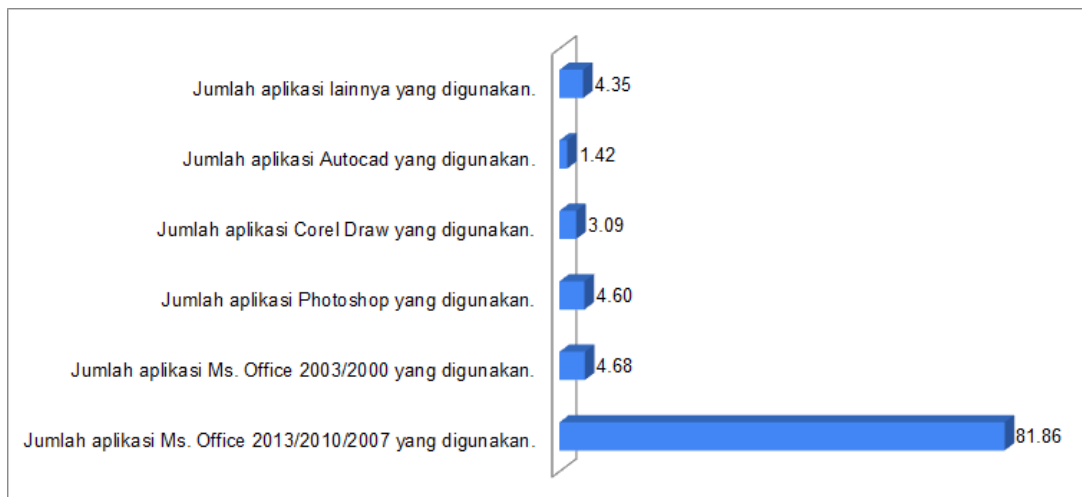 Jumlah aplikasi lainnya yang digunakan. 4.35
Jumlah aplikasi Autocad yang digunakan. 1.42
Jumlah aplikasi Corel Draw yang digunakan. 3.09
Jumlah aplikasi Photoshop yang digunakan. 4.60
Jumlah aplikasi Ms. Office 2003/2000 yang digunakan. 4.68
Jumlah aplikasi Ms. Office 2013/2010/2007 yang digunakan. 81.86